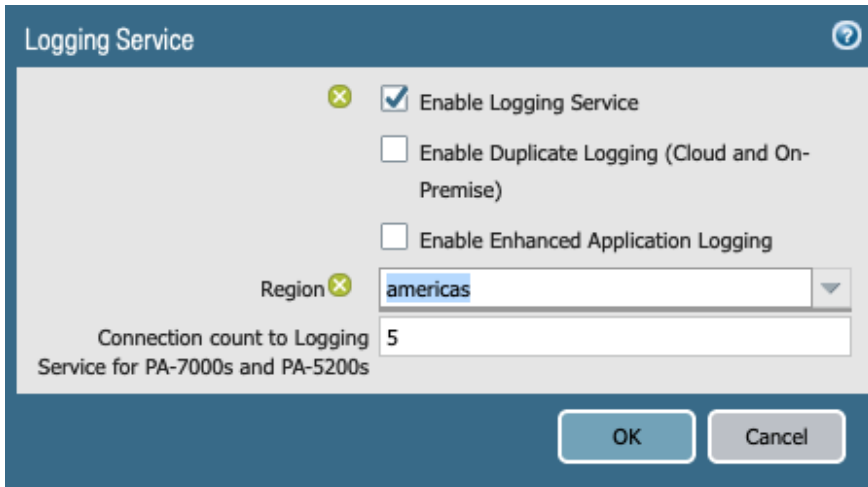 Logging Service
?
Enable Logging Service
Enable Duplicate Logging (Cloud and On-
Premise)
Enable Enhanced Application Logging
Region americas
Connection count to Logging 5
Service for PA-7000s and PA-5200s
OK Cancel